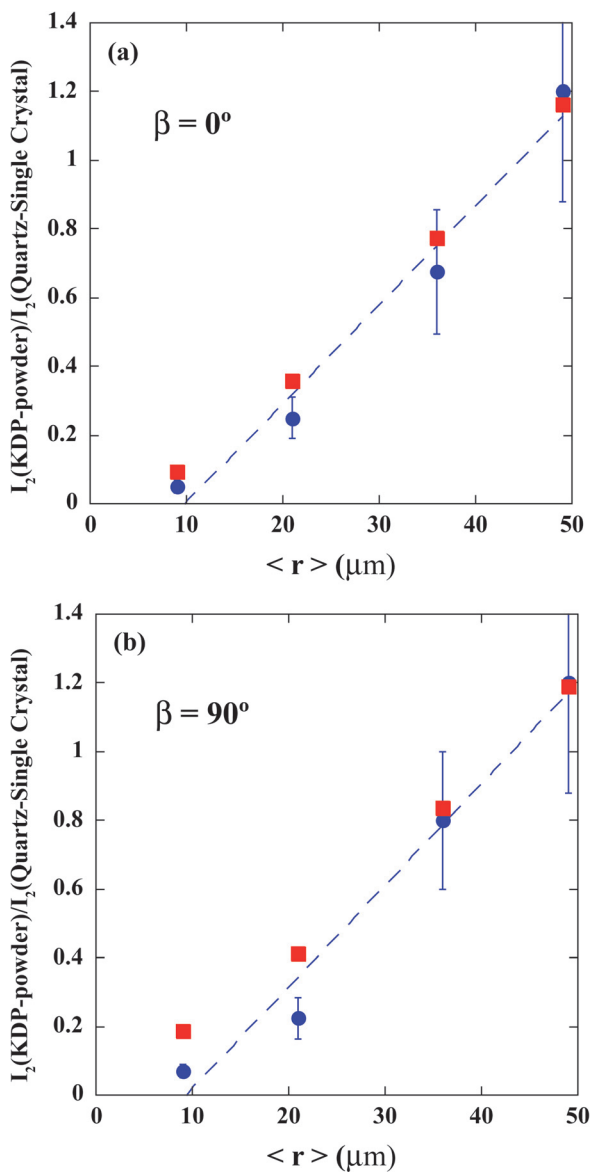 (a)
β = 0º
I₂(KDP-powder)/I₂(Quartz-Single Crystal)
1.4
1.2
1
0.8
0.6
0.4
0.2
0
0 10 20 30 40 50
< r > (μm)
(b)
β = 90º
I₂(KDP-powder)/I₂(Quartz-Single Crystal)
1.4
1.2
1
0.8
0.6
0.4
0.2
0
0 10 20 30 40 50
< r > (μm)